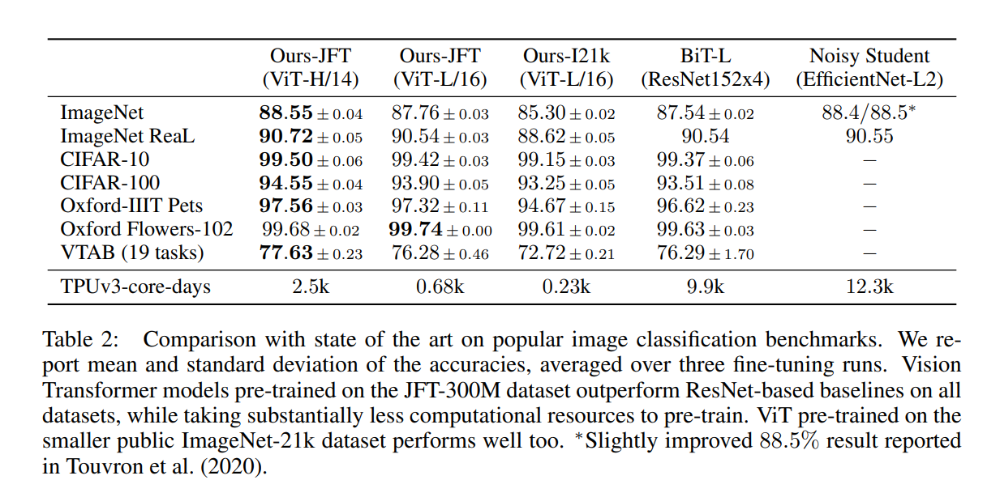 Ours-JFT Ours-JFT Ours-I21k BiT-L Noisy Student
(ViT-H/14) (ViT-L/16) (ViT-L/16) (ResNet152x4) (EfficientNet-L2)
ImageNet 88.55 ± 0.04 87.76 ± 0.03 85.30 ± 0.02 87.54 ± 0.02 88.4/88.5*
ImageNet ReaL 90.72 ± 0.05 90.54 ± 0.03 88.62 ± 0.05 90.54 90.55
CIFAR-10 99.50 ± 0.06 99.42 ± 0.03 99.15 ± 0.03 99.37 ± 0.06 −
CIFAR-100 94.55 ± 0.04 93.90 ± 0.05 93.25 ± 0.05 93.51 ± 0.08 −
Oxford-IIIT Pets 97.56 ± 0.03 97.32 ± 0.11 94.67 ± 0.15 96.62 ± 0.23 −
Oxford Flowers-102 99.68 ± 0.02 99.74 ± 0.00 99.61 ± 0.02 99.63 ± 0.03 −
VTAB (19 tasks) 77.63 ± 0.23 76.28 ± 0.46 72.72 ± 0.21 76.29 ± 1.70 −
TPUv3-core-days 2.5k 0.68k 0.23k 9.9k 12.3k
Table 2: Comparison with state of the art on popular image classification benchmarks. We re-
port mean and standard deviation of the accuracies, averaged over three fine-tuning runs. Vision
Transformer models pre-trained on the JFT-300M dataset outperform ResNet-based baselines on all
datasets, while taking substantially less computational resources to pre-train. ViT pre-trained on the
smaller public ImageNet-21k dataset performs well too. *Slightly improved 88.5% result reported
in Touvron et al. (2020).